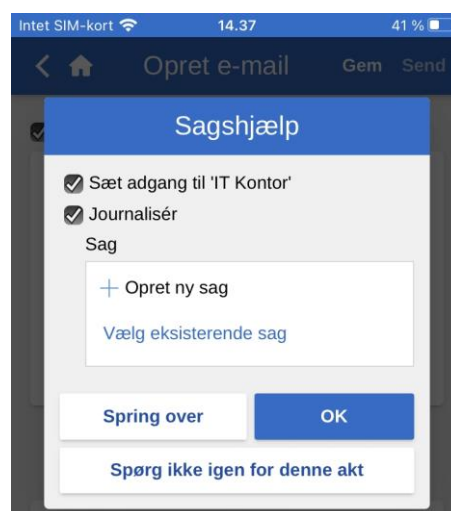 Intet SIM-kort 14.37 41 %
Opret e-mail Gem Send
Sagshjælp
Sæt adgang til 'IT Kontor'
Journalisér
Sag
+ Opret ny sag
Vælg eksisterende sag
Spring over OK
Spørg ikke igen for denne akt